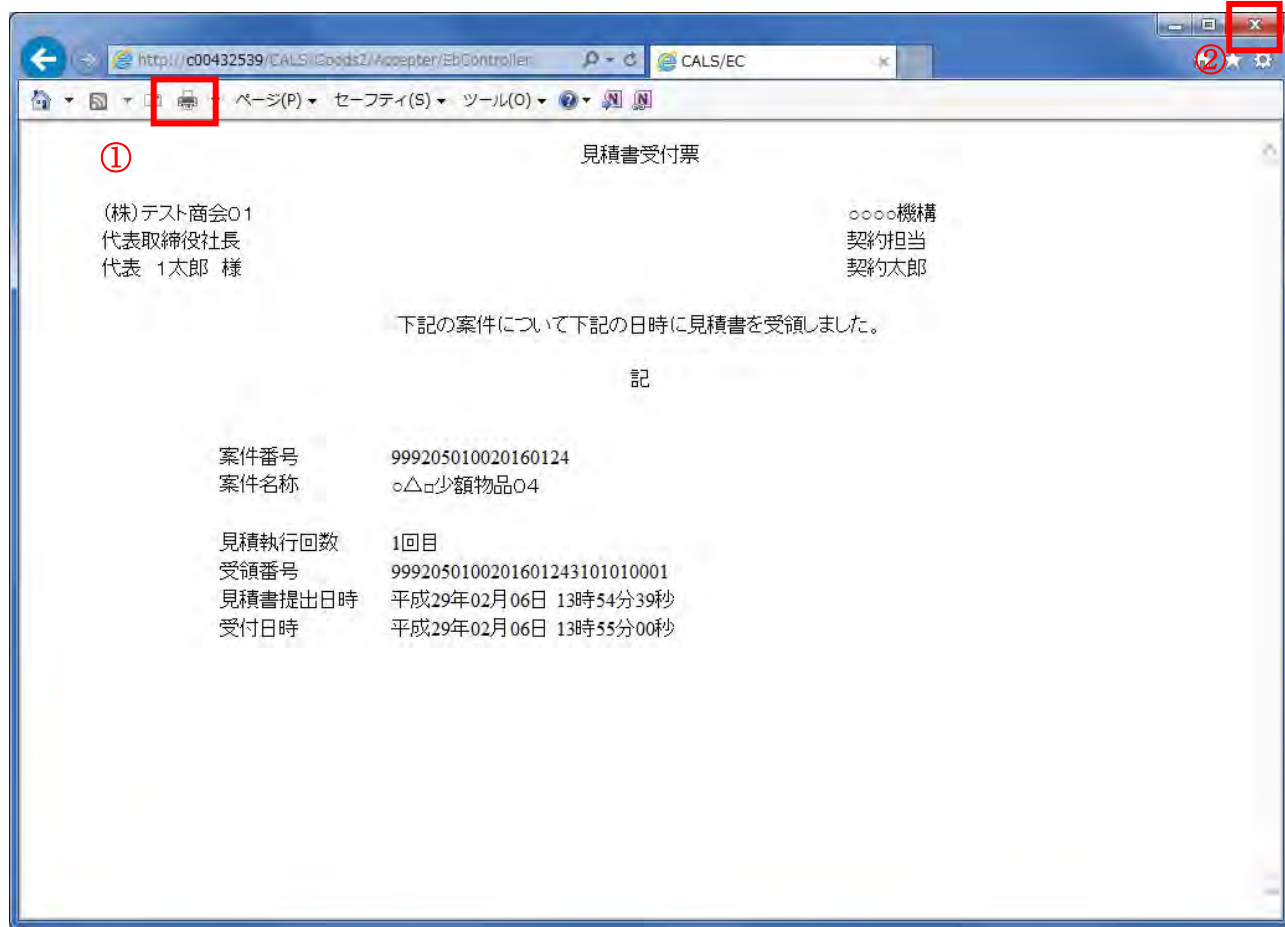 ②
http://c00432539/CALS/Goods2/Accepter/EbController
CALS/EC
ページ(P) セーフティ(S) ツール(O)
①
見積書受付票
(株)テスト商会01
代表取締役社長
代表 1太郎 様
○○○○機構
契約担当
契約太郎
下記の案件について下記の日時に見積書を受領しました。
記
案件番号 999205010020160124
案件名称 ○△□少額物品04
見積執行回数 1回目
受領番号 9992050100201601243101010001
見積書提出日時 平成29年02月06日 13時54分39秒
受付日時 平成29年02月06日 13時55分00秒